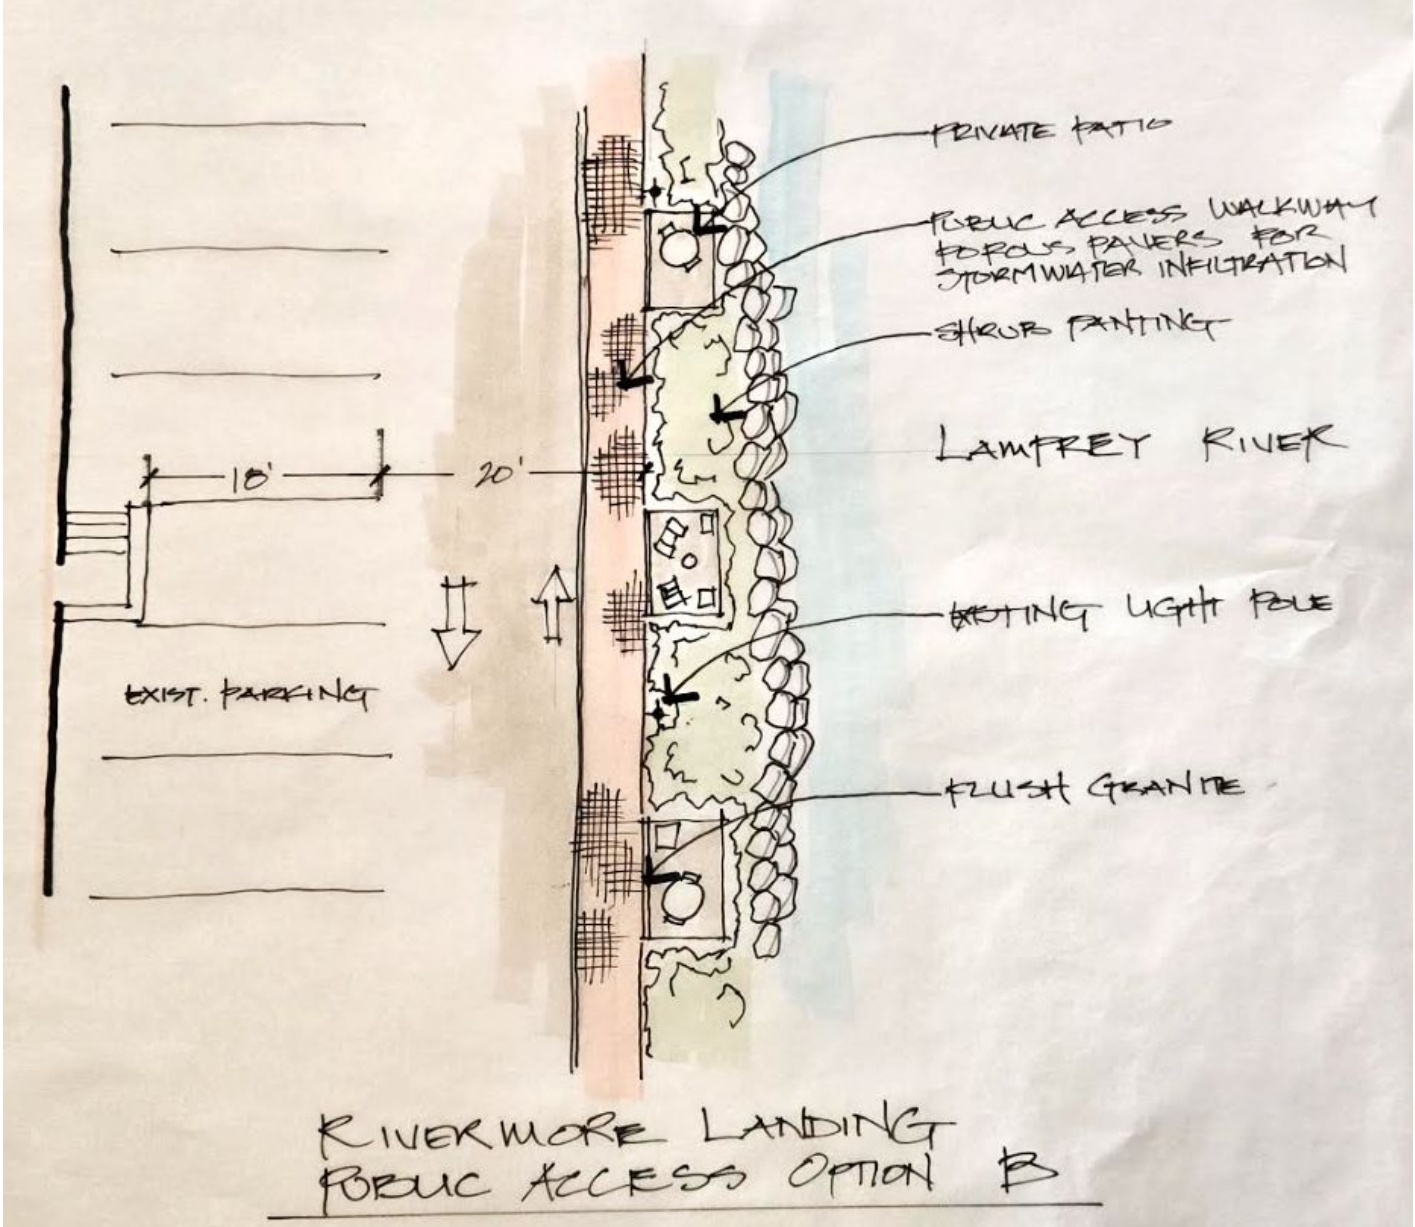 PRIVATE PATIO
PUBLIC ACCESS WALKWAY
POROUS PAVERS FOR
STORMWATER INFILTRATION
SHRUB PANTING
LAMPREY RIVER
18'
20'
EXISTING LIGHT POLE
EXIST. PARKING
FLUSH GRANITE
RIVERMORE LANDING
PUBLIC ACCESS OPTION B